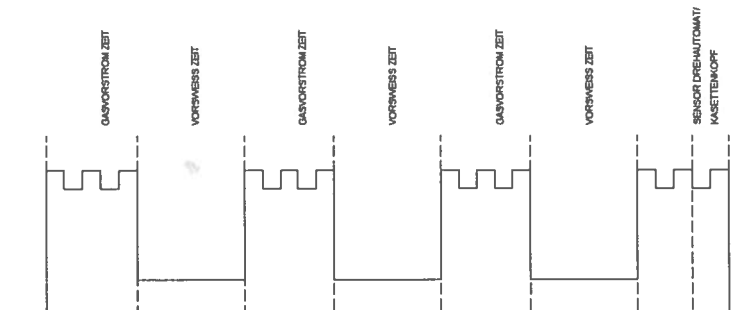 GASVORSTROM ZEIT
VORSWEISS ZEIT
GASVORSTROM ZEIT
VORSWEISS ZEIT
GASVORSTROM ZEIT
VORSWEISS ZEIT
SENSOR DREHAUTOMAT/
KASETTENKOPF